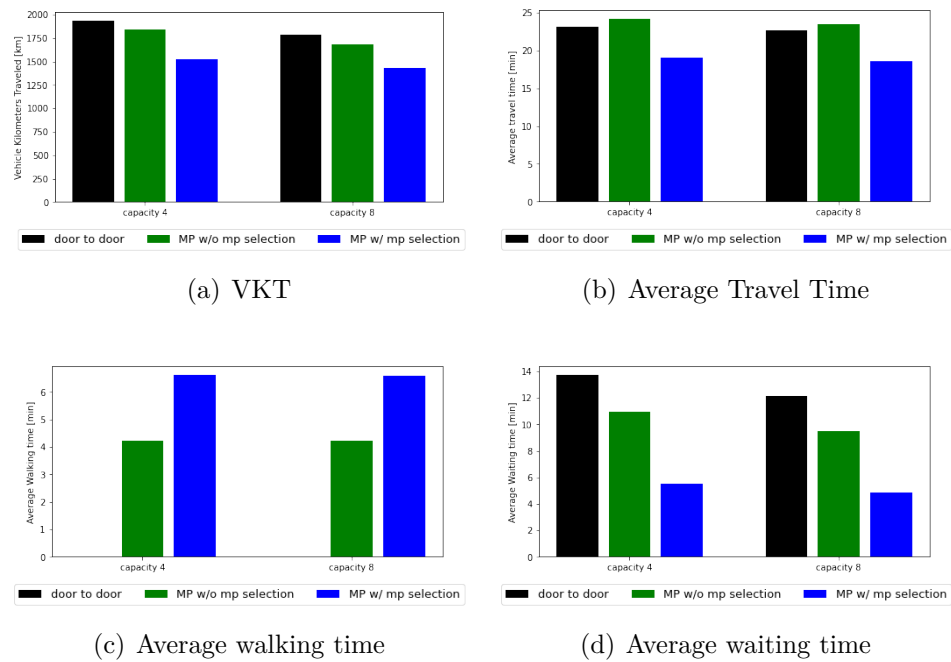 Vehicle Kilometers Traveled [km]
2000
1750
1500
1250
1000
750
500
250
0
capacity 4
capacity 8
door to door
MP w/o mp selection
MP w/ mp selection
(a) VKT
Average travel time [min]
25
20
15
10
5
0
capacity 4
capacity 8
door to door
MP w/o mp selection
MP w/ mp selection
(b) Average Travel Time
Average Walking time [min]
6
5
4
3
2
1
0
capacity 4
capacity 8
door to door
MP w/o mp selection
MP w/ mp selection
(c) Average walking time
Average Waiting time [min]
14
12
10
8
6
4
2
0
capacity 4
capacity 8
door to door
MP w/o mp selection
MP w/ mp selection
(d) Average waiting time